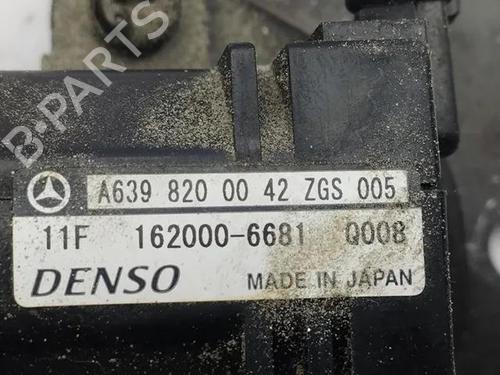 A639 820 00 42 ZGS 005
11F 162000-6681 Q008
DENSO MADE IN JAPAN
B-PARTS